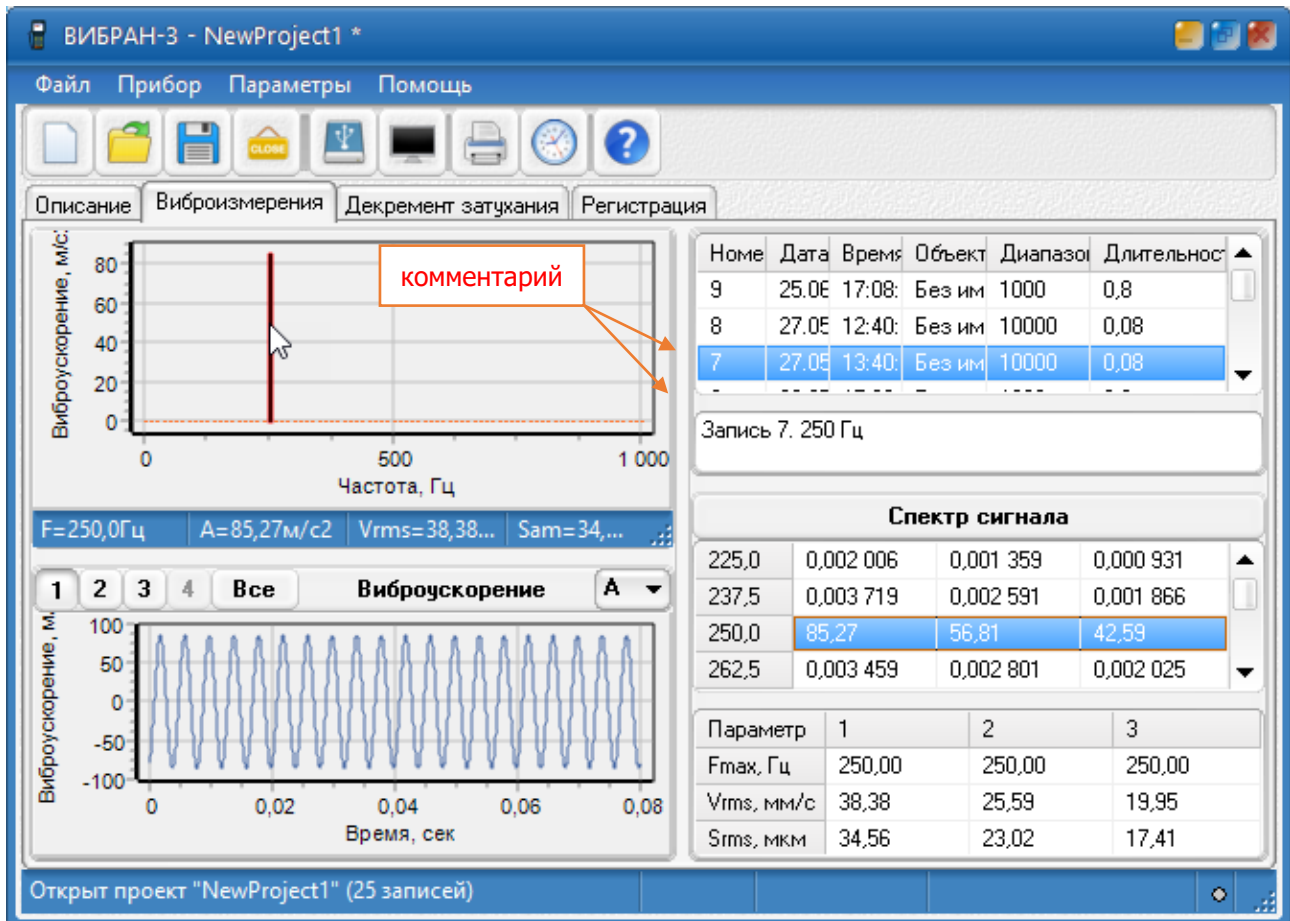 ВИБРАН-3 - NewProject1 *
Файл Прибор Параметры Помощь
CLOSE
Описание Виброизмерения Декремент затухания Регистрация
Виброускорение, м/с
80
60
40
20
0
0 500 1 000
Частота, Гц
комментарий
F=250,0Гц A=85,27м/с2 Vrms=38,38... Sam=34,...
1 2 3 4 Все Виброускорение A
Виброускорение, м
100
50
0
-50
-100
0 0,02 0,04 0,06 0,08
Время, сек
Номе Дата Время Объект Диапазо Длительнос
9 25.06 17:08: Без им 1000 0,8
8 27.05 12:40: Без им 10000 0,08
7 27.05 13:40: Без им 10000 0,08
Запись 7. 250 Гц
Спектр сигнала
225,0 0,002 006 0,001 359 0,000 931
237,5 0,003 719 0,002 591 0,001 866
250,0 85,27 56,81 42,59
262,5 0,003 459 0,002 801 0,002 025
Параметр 1 2 3
Fmax, Гц 250,00 250,00 250,00
Vrms, мм/с 38,38 25,59 19,95
Srms, мкм 34,56 23,02 17,41
Открыт проект "NewProject1" (25 записей)